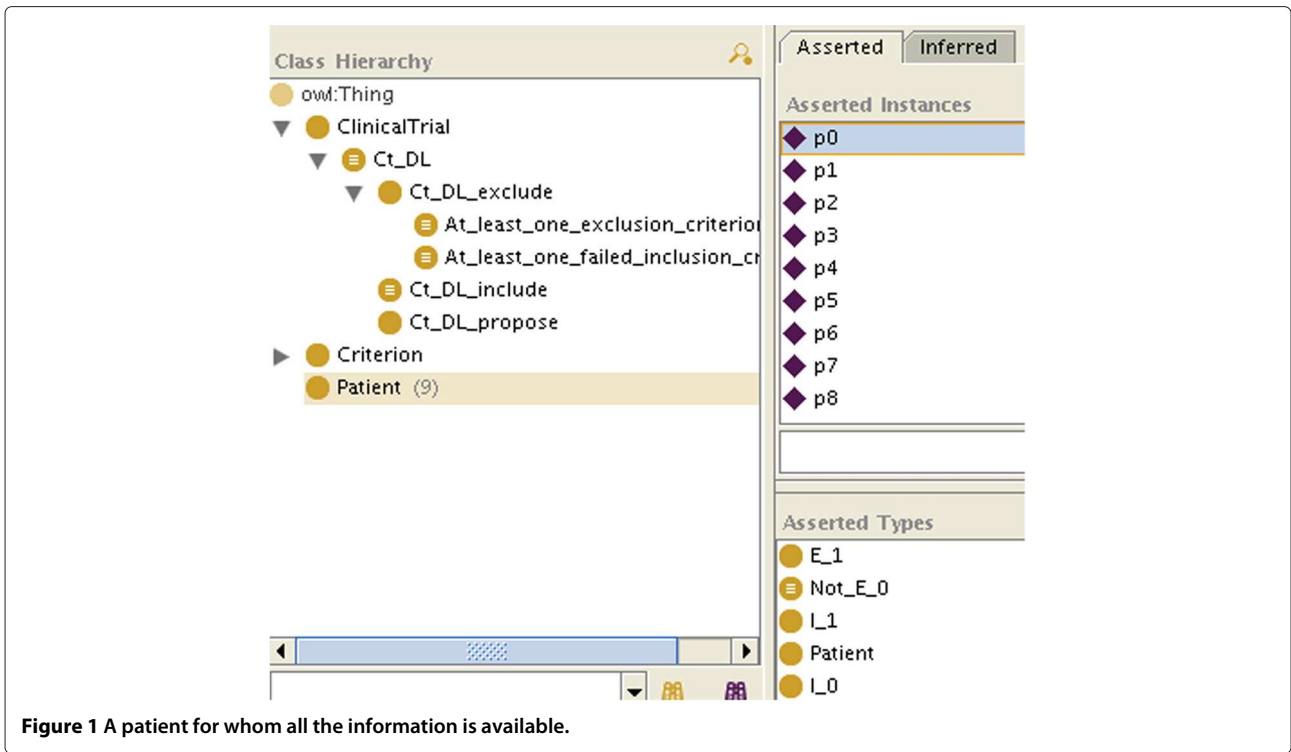 Class Hierarchy
owl:Thing
ClinicalTrial
Ct_DL
Ct_DL_exclude
At_least_one_exclusion_criterio
At_least_one_failed_inclusion_cr
Ct_DL_include
Ct_DL_propose
Criterion
Patient (9)
Asserted Inferred
Asserted Instances
p0
p1
p2
p3
p4
p5
p6
p7
p8
Asserted Types
E_1
Not_E_0
I_1
Patient
I_0
Figure 1 A patient for whom all the information is available.